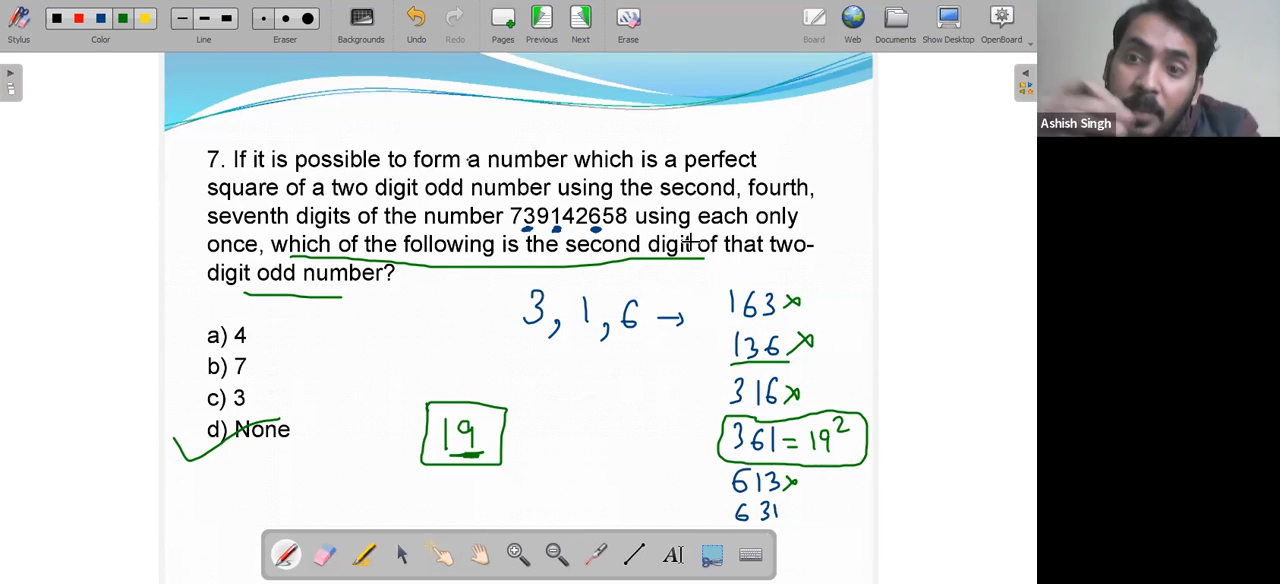 Stylus
Color
Line
Eraser
Backgrounds
Undo
Redo
Pages
Previous
Next
Erase
Board
Web
Documents
Show Desktop
OpenBoard
Ashish Singh
7. If it is possible to form a number which is a perfect
square of a two digit odd number using the second, fourth,
seventh digits of the number 739142658 using each only
once, which of the following is the second digit of that two-
digit odd number?
3, 1, 6 →
163 ×
136 ×
316 ×
361 = 19²
613 ×
631
a) 4
b) 7
c) 3
d) None
19